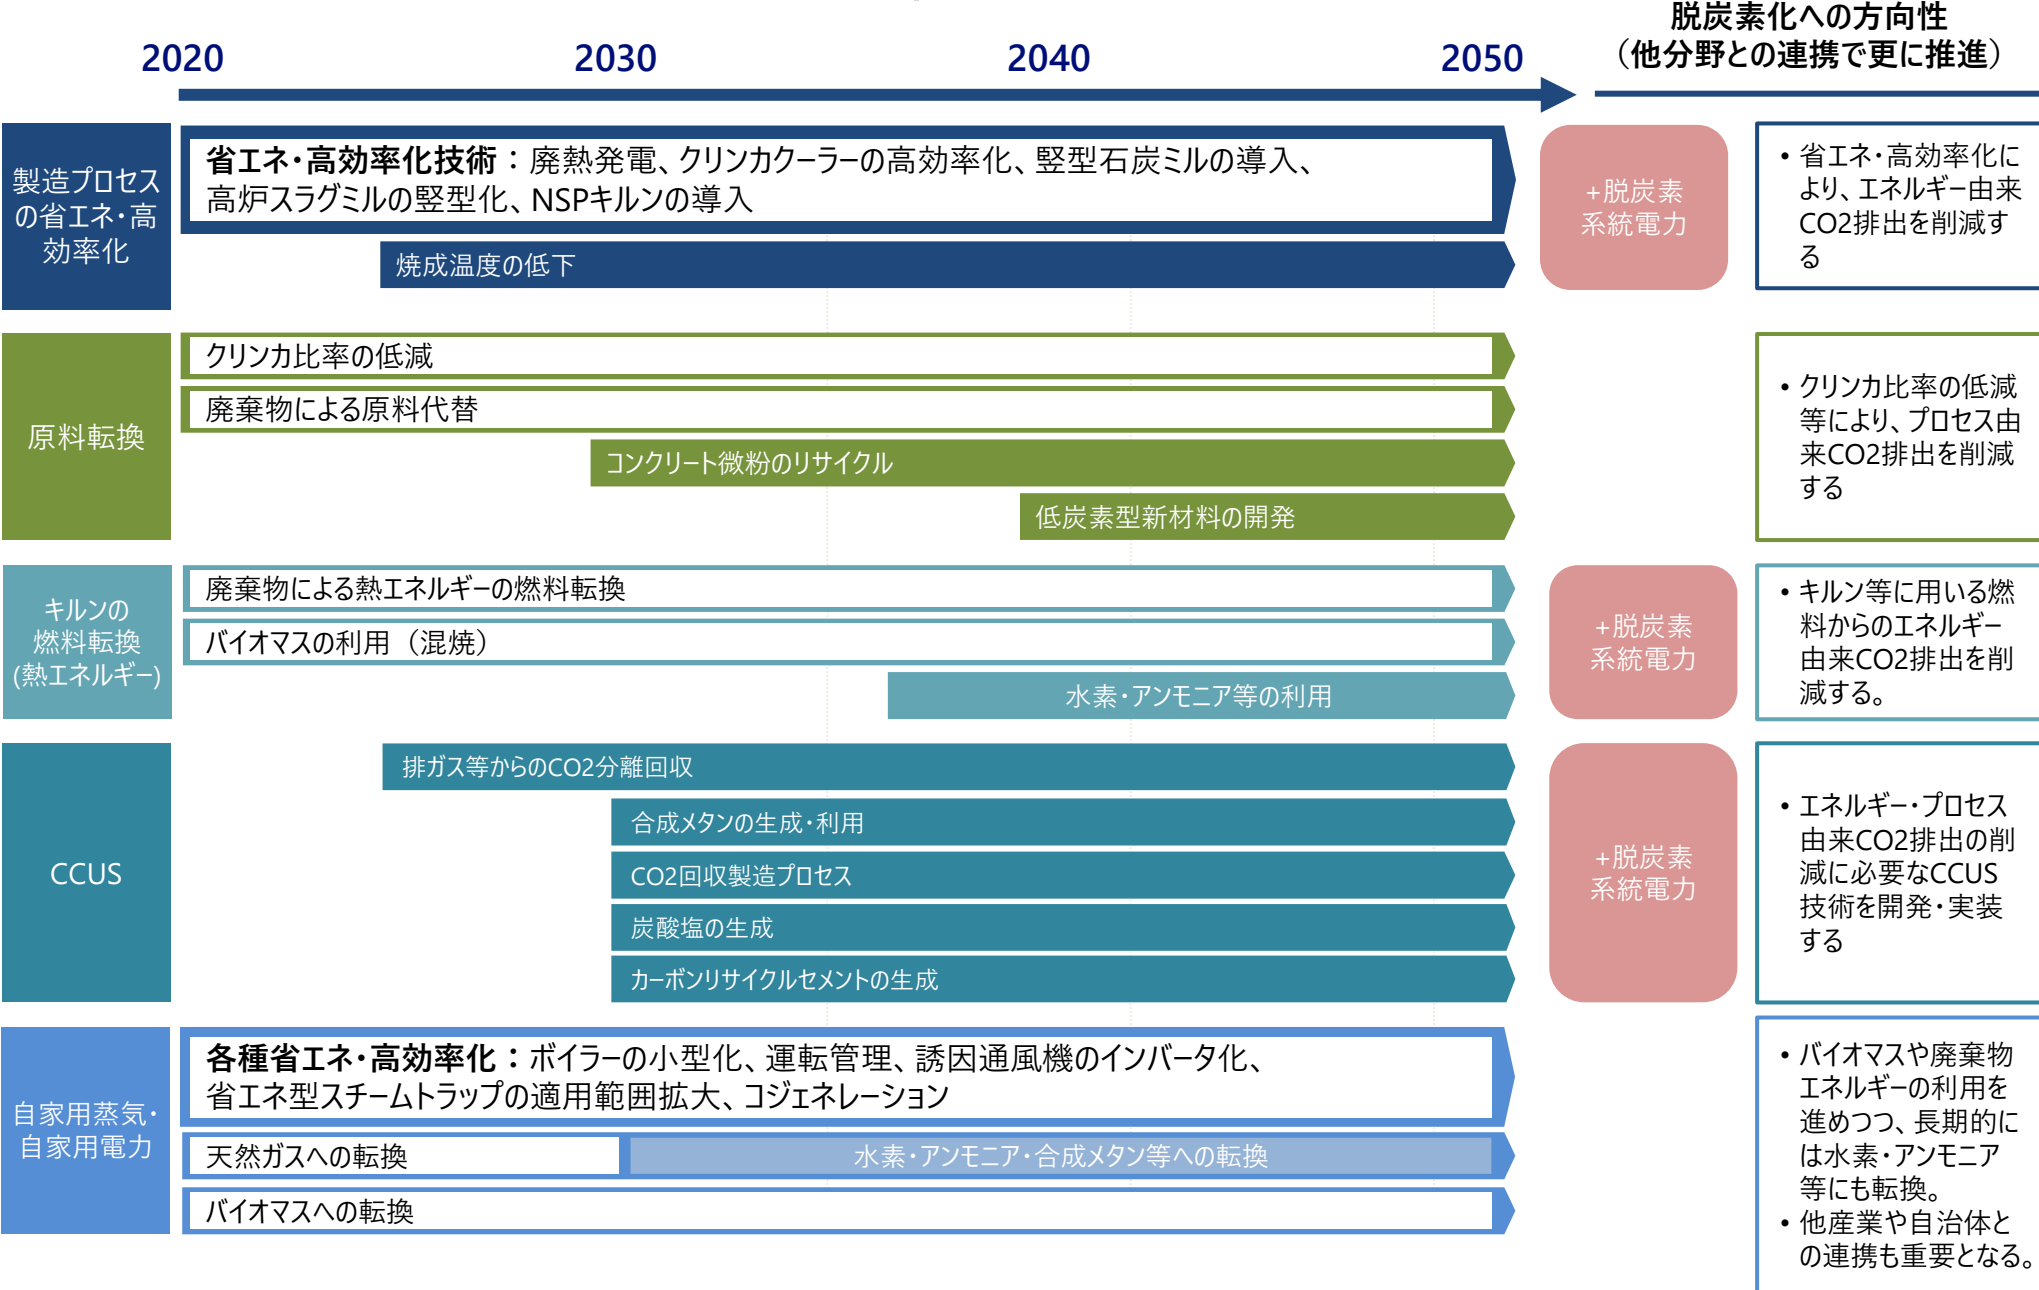 脱炭素化への方向性
（他分野との連携で更に推進）
2020
2030
2040
2050
製造プロセス
の省エネ・高
効率化
省エネ・高効率化技術：廃熱発電、クリンカクーラーの高効率化、竪型石炭ミルの導入、
高炉スラグミルの竪型化、NSPキルンの導入
焼成温度の低下
+脱炭素
系統電力
• 省エネ・高効率化に
より、エネルギー由来
CO2排出を削減す
る
原料転換
クリンカ比率の低減
廃棄物による原料代替
コンクリート微粉のリサイクル
低炭素型新材料の開発
• クリンカ比率の低減
等により、プロセス由
来CO2排出を削減
する
キルンの
燃料転換
(熱エネルギー)
廃棄物による熱エネルギーの燃料転換
バイオマスの利用（混焼）
水素・アンモニア等の利用
+脱炭素
系統電力
• キルン等に用いる燃
料からのエネルギー
由来CO2排出を削
減する。
CCUS
排ガス等からのCO2分離回収
合成メタンの生成・利用
CO2回収製造プロセス
炭酸塩の生成
カーボンリサイクルセメントの生成
+脱炭素
系統電力
• エネルギー・プロセス
由来CO2排出の削
減に必要なCCUS
技術を開発・実装
する
自家用蒸気・
自家用電力
各種省エネ・高効率化：ボイラーの小型化、運転管理、誘因通風機のインバータ化、
省エネ型スチームトラップの適用範囲拡大、コジェネレーション
天然ガスへの転換
水素・アンモニア・合成メタン等への転換
バイオマスへの転換
• バイオマスや廃棄物
エネルギーの利用を
進めつつ、長期的に
は水素・アンモニア
等にも転換。
• 他産業や自治体と
の連携も重要となる。